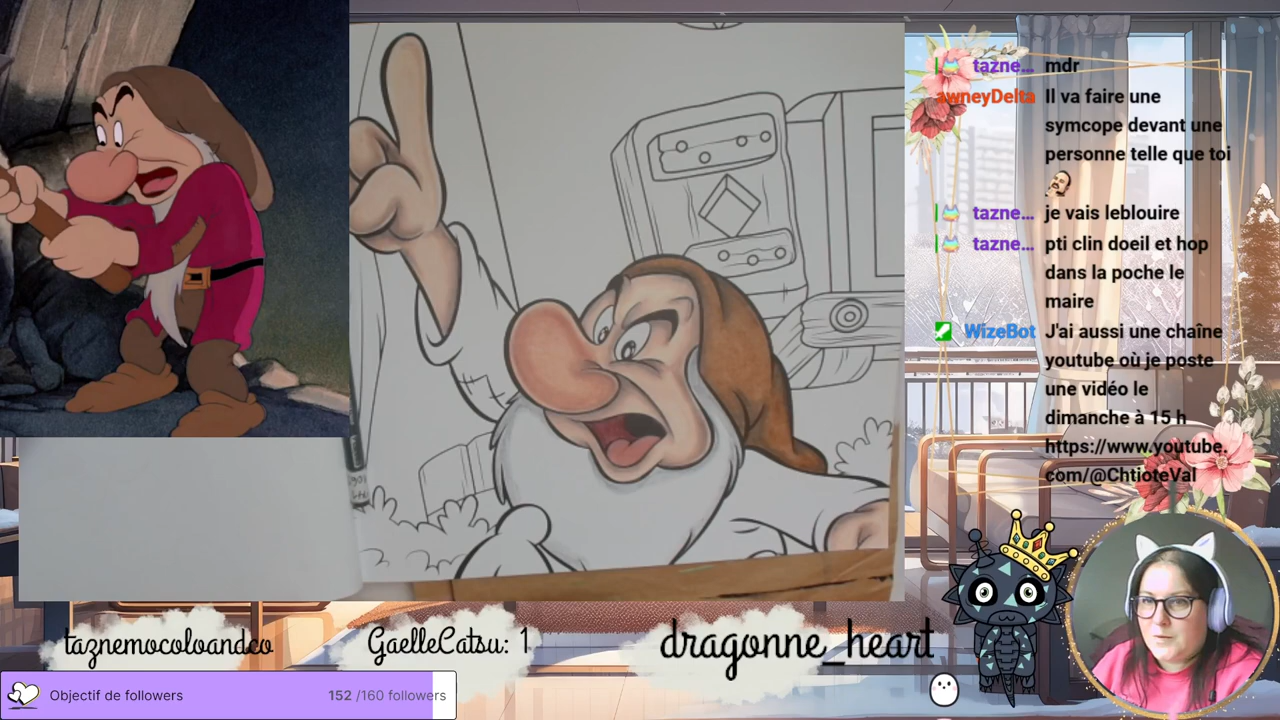 tazne... mdr
awneyDelta Il va faire une
symcope devant une
personne telle que toi
tazne... je vais leblouire
tazne... pti clin doeil et hop
dans la poche le
maire
WizeBot J'ai aussi une chaîne
youtube où je poste
une vidéo le
dimanche à 15 h
https://www.youtube.
com/@ChtioteVal
taznemocoloandco
GaelleCatsu: 1
dragonne_heart
Objectif de followers 152 /160 followers